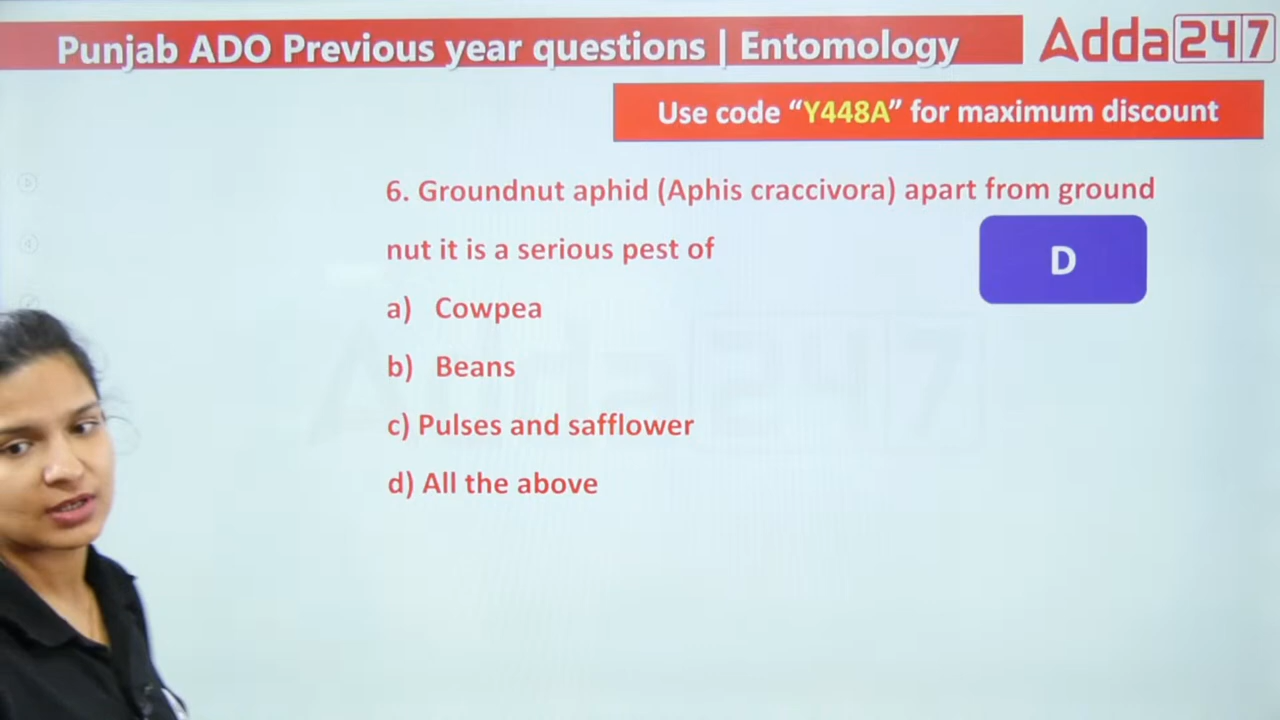 Punjab ADO Previous year questions | Entomology
Adda247
Use code “Y448A” for maximum discount
6. Groundnut aphid (Aphis craccivora) apart from ground
nut it is a serious pest of
D
a) Cowpea
b) Beans
c) Pulses and safflower
d) All the above